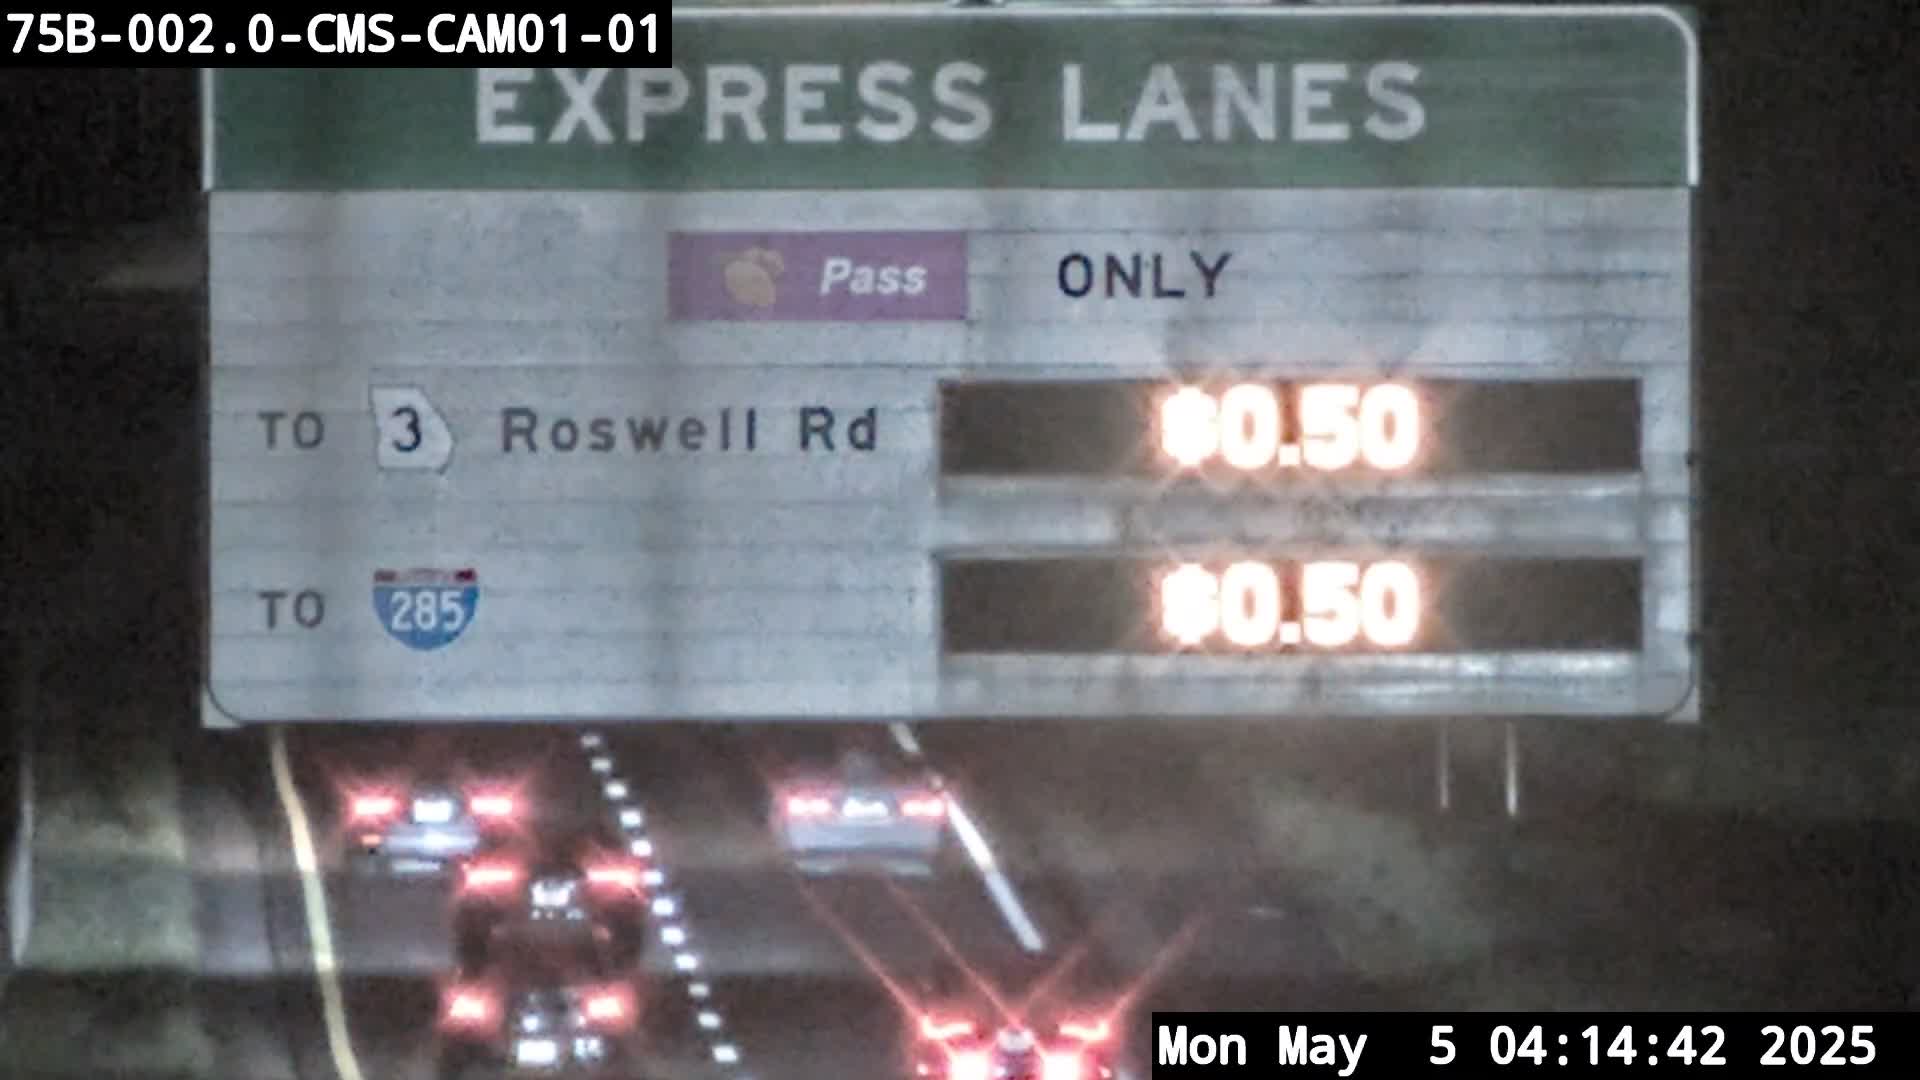 75B-002.0-CMS-CAM01-01
EXPRESS LANES
Pass ONLY
TO 3 Roswell Rd $0.50
TO 285 $0.50
Mon May 5 04:14:42 2025